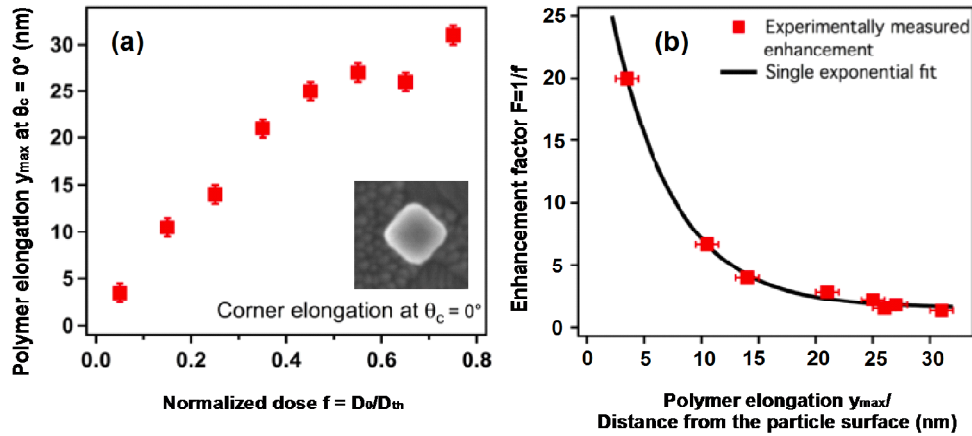 (a)
Polymer elongation yₘₐₓ at θ꜀ = 0° (nm)
30
25
20
15
10
5
0
Corner elongation at θ꜀ = 0°
0.0 0.2 0.4 0.6 0.8
Normalized dose f = D₀/Dₜₕ
(b)
Experimentally measured
enhancement
Single exponential fit
Enhancement factor F=1/f
25
20
15
10
5
0
0 5 10 15 20 25 30
Polymer elongation yₘₐₓ/
Distance from the particle surface (nm)